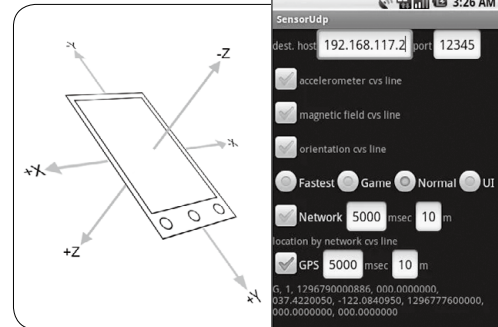 3:26 AM
SensorUdp
dest. host 192.168.117.2 port 12345
accelerometer cvs line
magnetic field cvs line
orientation cvs line
Fastest Game Normal UI
Network 5000 msec 10 m
location by network cvs line
GPS 5000 msec 10 m
G, 1, 1296790000886, 000.0000000,
037.4220050, -122.0840950, 1296777600000,
000.0000000, 000.0000000
-Y
-Z
-X
+X
+Z
+Y